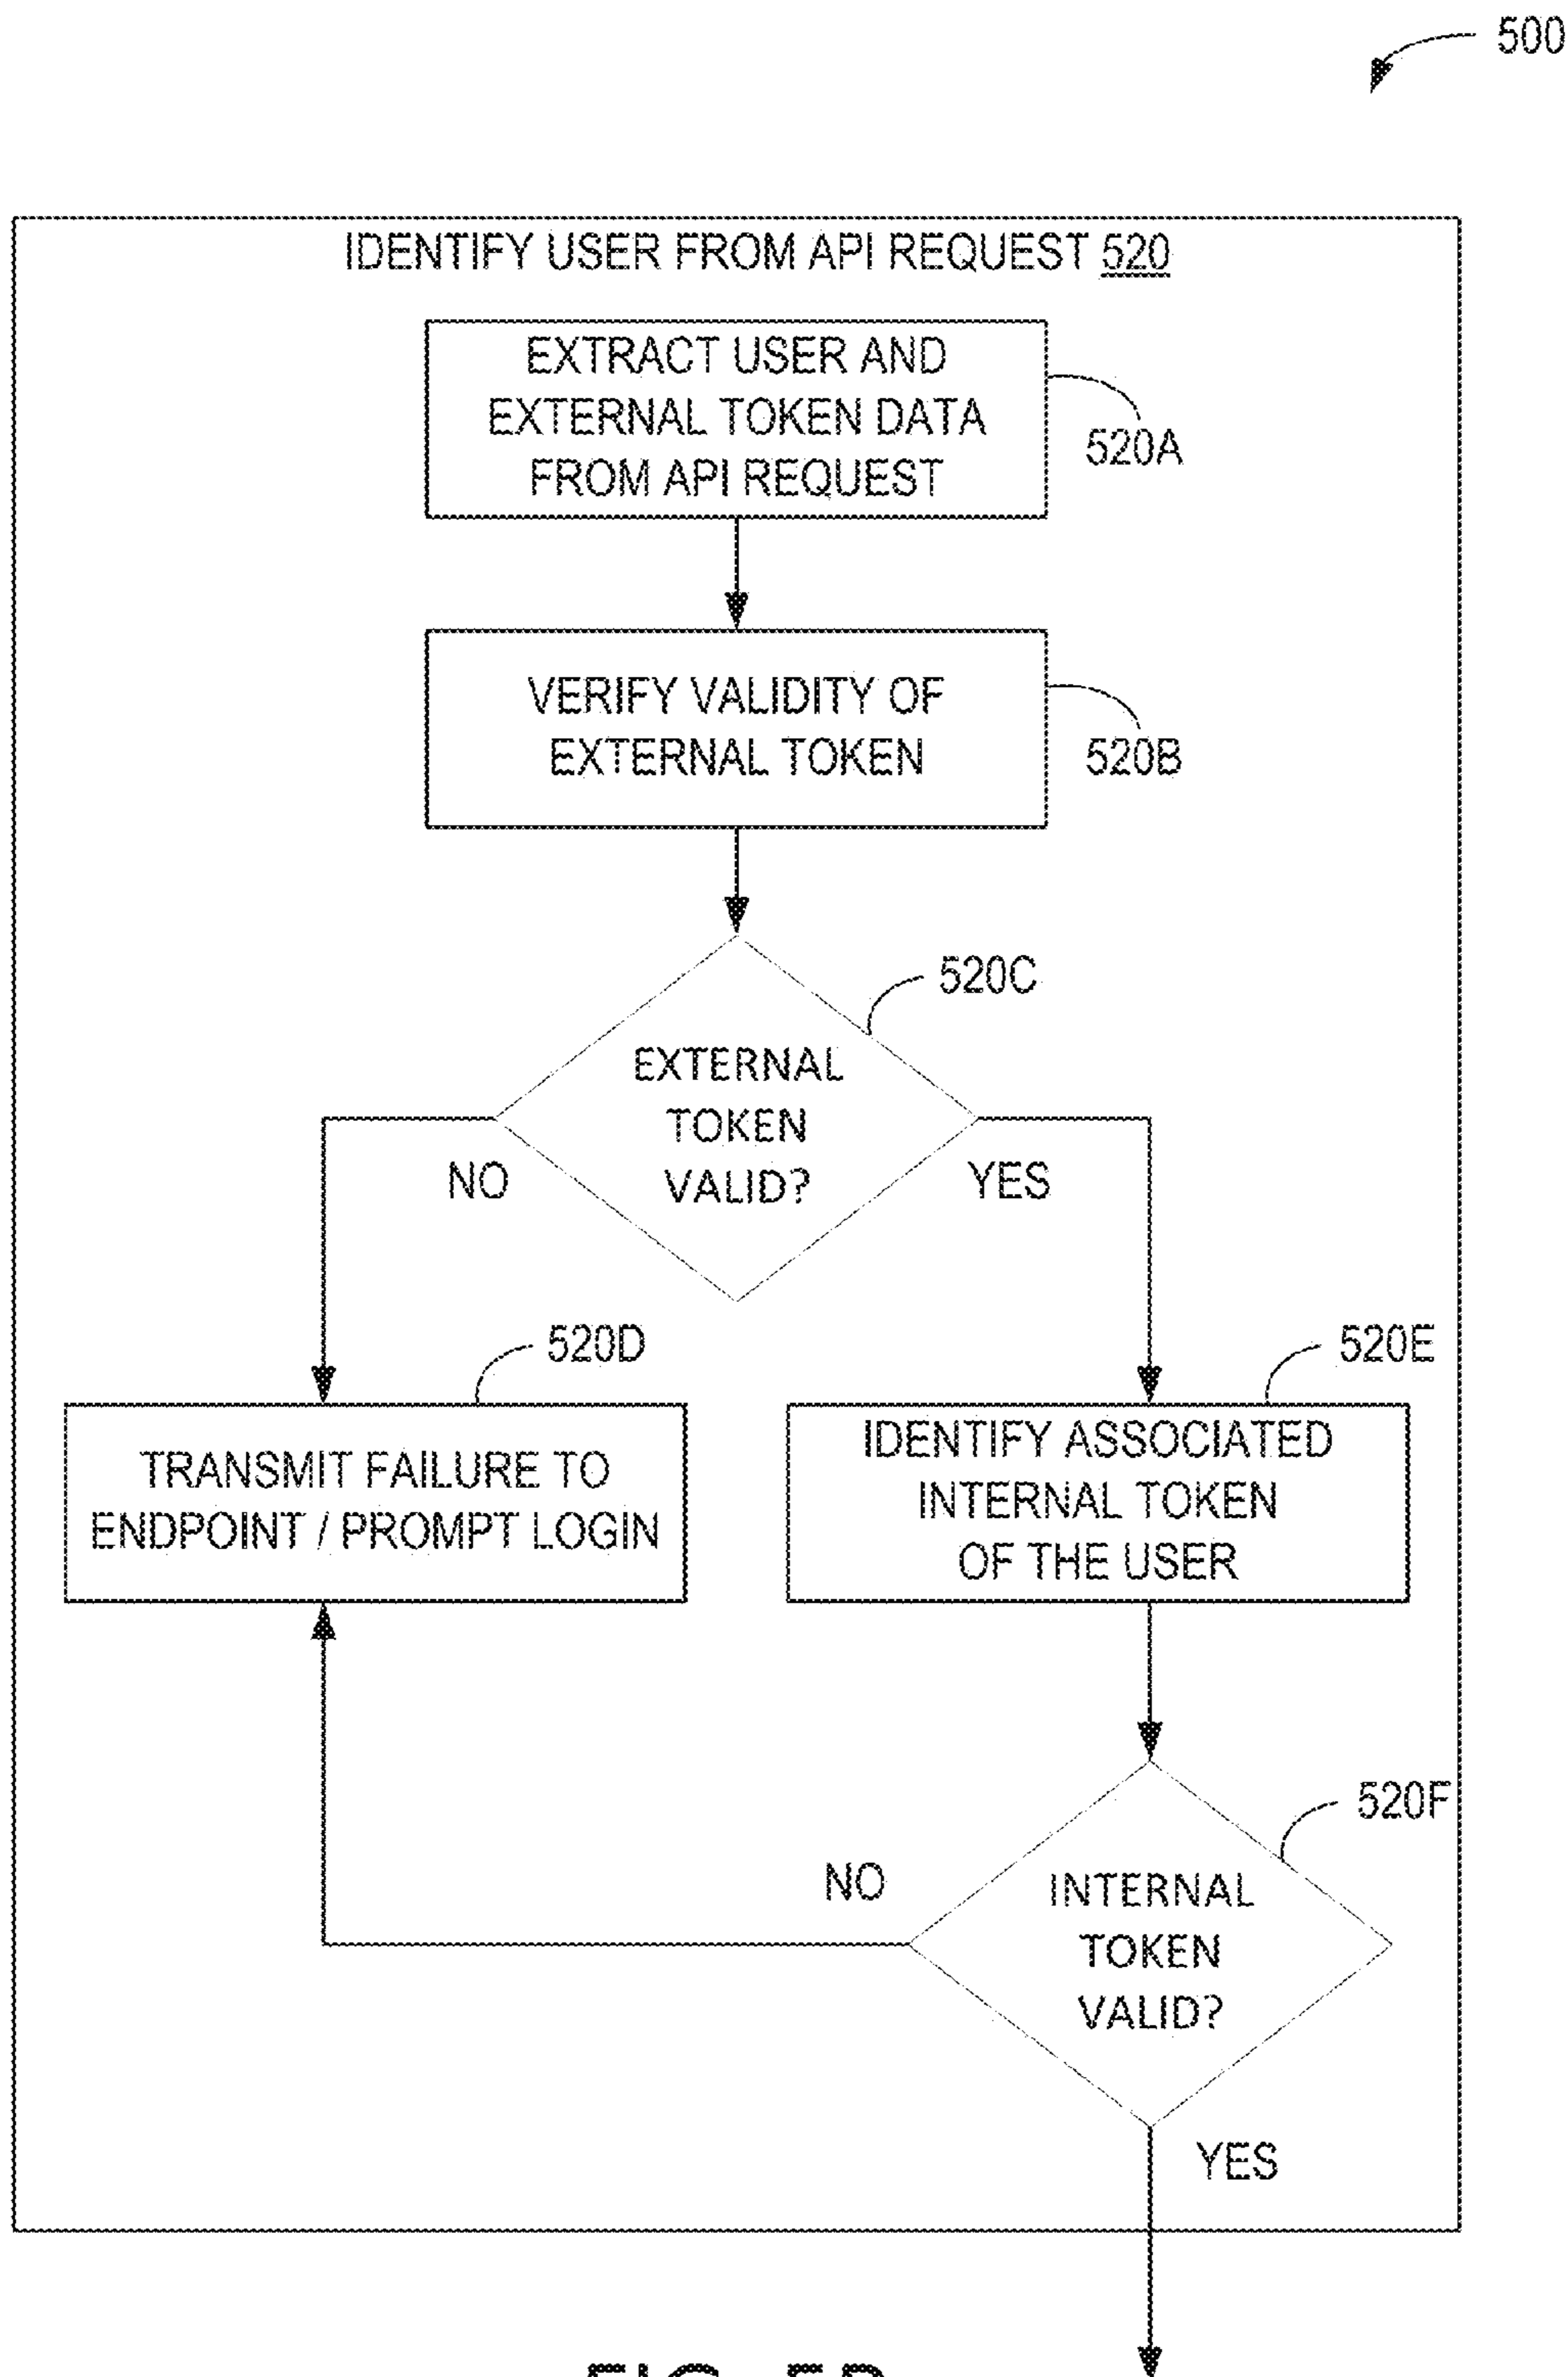 500
IDENTIFY USER FROM API REQUEST 520
EXTRACT USER AND
EXTERNAL TOKEN DATA
FROM API REQUEST
520A
VERIFY VALIDITY OF
EXTERNAL TOKEN
520B
520C
EXTERNAL
TOKEN
VALID?
NO
YES
520D
520E
TRANSMIT FAILURE TO
ENDPOINT / PROMPT LOGIN
IDENTIFY ASSOCIATED
INTERNAL TOKEN
OF THE USER
520F
NO
INTERNAL
TOKEN
VALID?
YES
FIG.